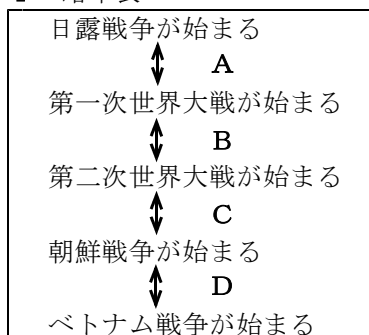 日露戦争が始まる
A
第一次世界大戦が始まる
B
第二次世界大戦が始まる
C
朝鮮戦争が始まる
D
ベトナム戦争が始まる